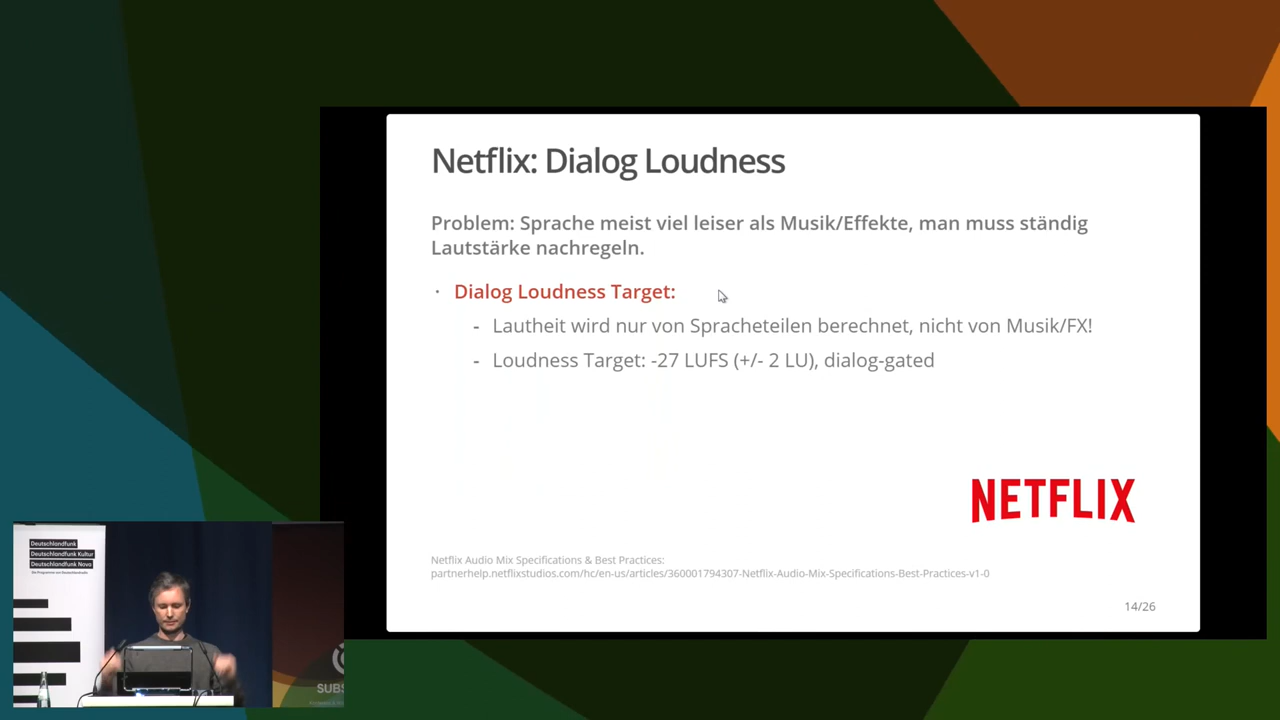 Netflix: Dialog Loudness
Problem: Sprache meist viel leiser als Musik/Effekte, man muss ständig
Lautstärke nachregeln.
· Dialog Loudness Target:
- Lautheit wird nur von Spracheteilen berechnet, nicht von Musik/FX!
- Loudness Target: -27 LUFS (+/- 2 LU), dialog-gated
NETFLIX
Netflix Audio Mix Specifications & Best Practices:
partnerhelp.netflixstudios.com/hc/en-us/articles/360001794307-Netflix-Audio-Mix-Specifications-Best-Practices-v1-0
14/26
Deutschlandfunk
Deutschlandfunk Kultur
Deutschlandfunk Nova